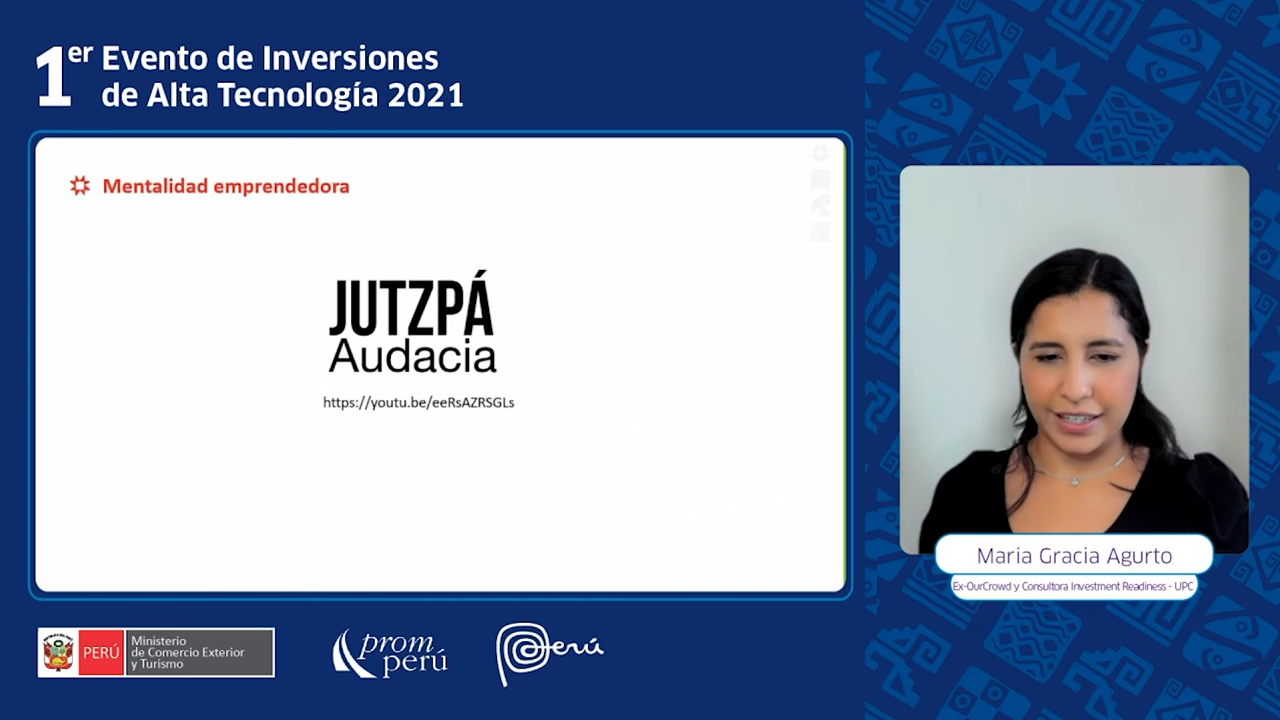 1er Evento de Inversiones
de Alta Tecnología 2021
Mentalidad emprendedora
JUTZPÁ
Audacia
https://youtu.be/eeRsAZRSGLs
Maria Gracia Agurto
Ex-OurCrowd y Consultora Investment Readiness - UPC
PERÚ
Ministerio
de Comercio Exterior
y Turismo
prom
perú
Perú